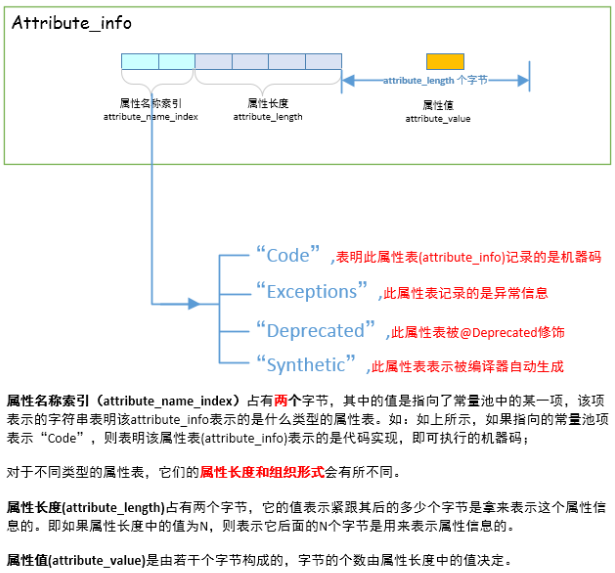 Attribute_info
attribute_length 个字节
属性名称索引 属性长度 属性值
attribute_name_index attribute_length attribute_value
“Code”,表明此属性表(attribute_info)记录的是机器码
“Exceptions”,此属性表记录的是异常信息
“Deprecated”,此属性表被@Deprecated修饰
“Synthetic”,此属性表表示被编译器自动生成
属性名称索引（attribute_name_index）占有两个字节，其中的值是指向了常量池中的某一项，该项
表示的字符串表明该attribute_info表示的是什么类型的属性表。如：如上所示，如果指向的常量池项
表示“Code”，则表明该属性表(attribute_info)表示的是代码实现，即可执行的机器码；
对于不同类型的属性表，它们的属性长度和组织形式会有所不同。
属性长度(attribute_length)占有两个字节，它的值表示紧跟其后的多少个字节是拿来表示这个属性信
息的。即如果属性长度中的值为N，则表示它后面的N个字节是用来表示属性信息的。
属性值(attribute_value)是由若干个字节构成的，字节的个数由属性长度中的值决定。